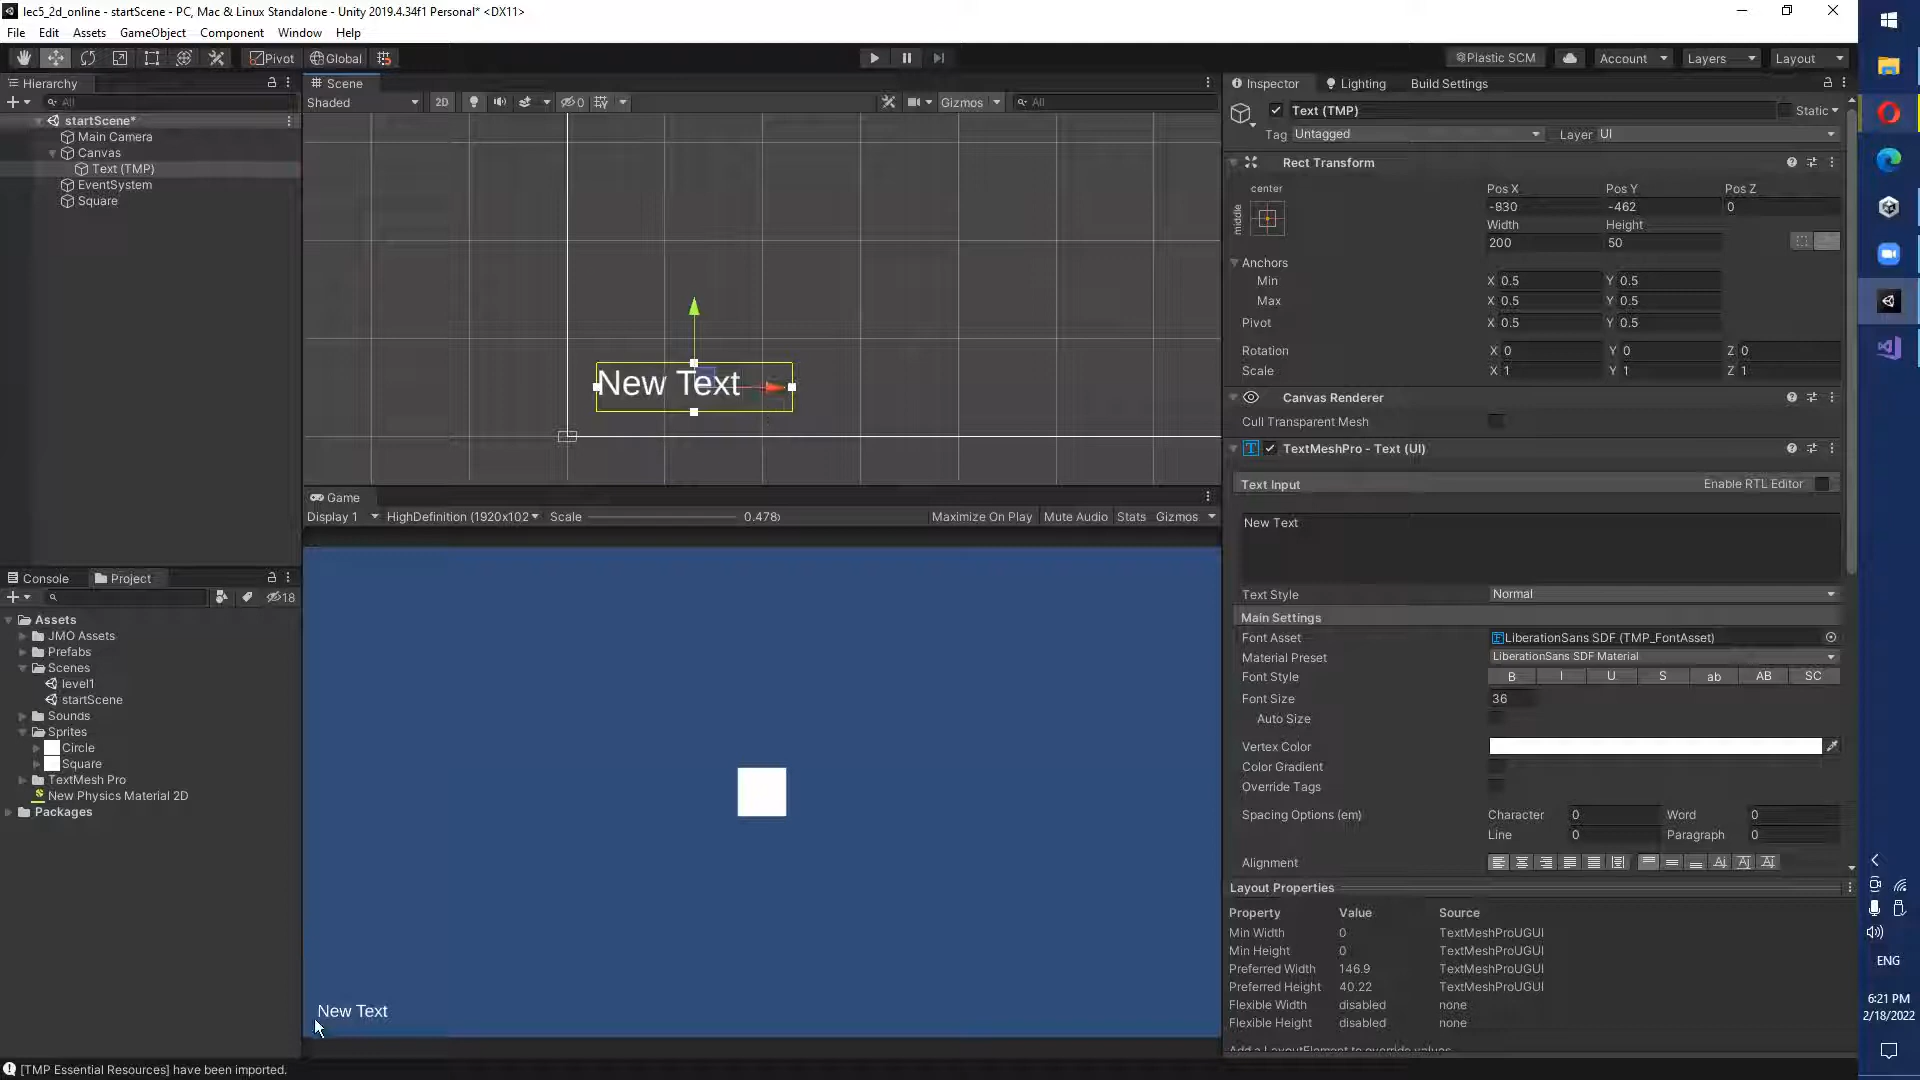 lec5_2d_online - startScene - PC, Mac & Linux Standalone - Unity 2019.4.34f1 Personal* <DX11>
File Edit Assets GameObject Component Window Help
Pivot Global Plastic SCM Account Layers Layout
Hierarchy
All
startScene*
Main Camera
Canvas
Text (TMP)
EventSystem
Square
Scene
Shaded 2D 0 Gizmos All
New Text
Game
Display 1 HighDefinition (1920x102 Scale 0.478 Maximize On Play Mute Audio Stats Gizmos
New Text
Console Project
18
Assets
JMO Assets
Prefabs
Scenes
level1
startScene
Sounds
Sprites
Circle
Square
TextMesh Pro
New Physics Material 2D
Packages
[TMP Essential Resources] have been imported.
Inspector Lighting Build Settings
Text (TMP) Static
Tag Untagged Layer UI
Rect Transform
center
middle
Pos X Pos Y Pos Z
-830 -462 0
Width Height
200 50
Anchors
Min X 0.5 Y 0.5
Max X 0.5 Y 0.5
Pivot X 0.5 Y 0.5
Rotation X 0 Y 0 Z 0
Scale X 1 Y 1 Z 1
Canvas Renderer
Cull Transparent Mesh
TextMeshPro - Text (UI)
Text Input Enable RTL Editor
New Text
Text Style Normal
Main Settings
Font Asset LiberationSans SDF (TMP_FontAsset)
Material Preset LiberationSans SDF Material
Font Style B I U S ab AB SC
Font Size 36
Auto Size
Vertex Color
Color Gradient
Override Tags
Spacing Options (em) Character 0 Word 0
Line 0 Paragraph 0
Alignment
Layout Properties
Property Value Source
Min Width 0 TextMeshProUGUI
Min Height 0 TextMeshProUGUI
Preferred Width 146.9 TextMeshProUGUI
Preferred Height 40.22 TextMeshProUGUI
Flexible Width disabled none
Flexible Height disabled none
Add a LayoutElement to override values
ENG
6:21 PM
2/18/2022